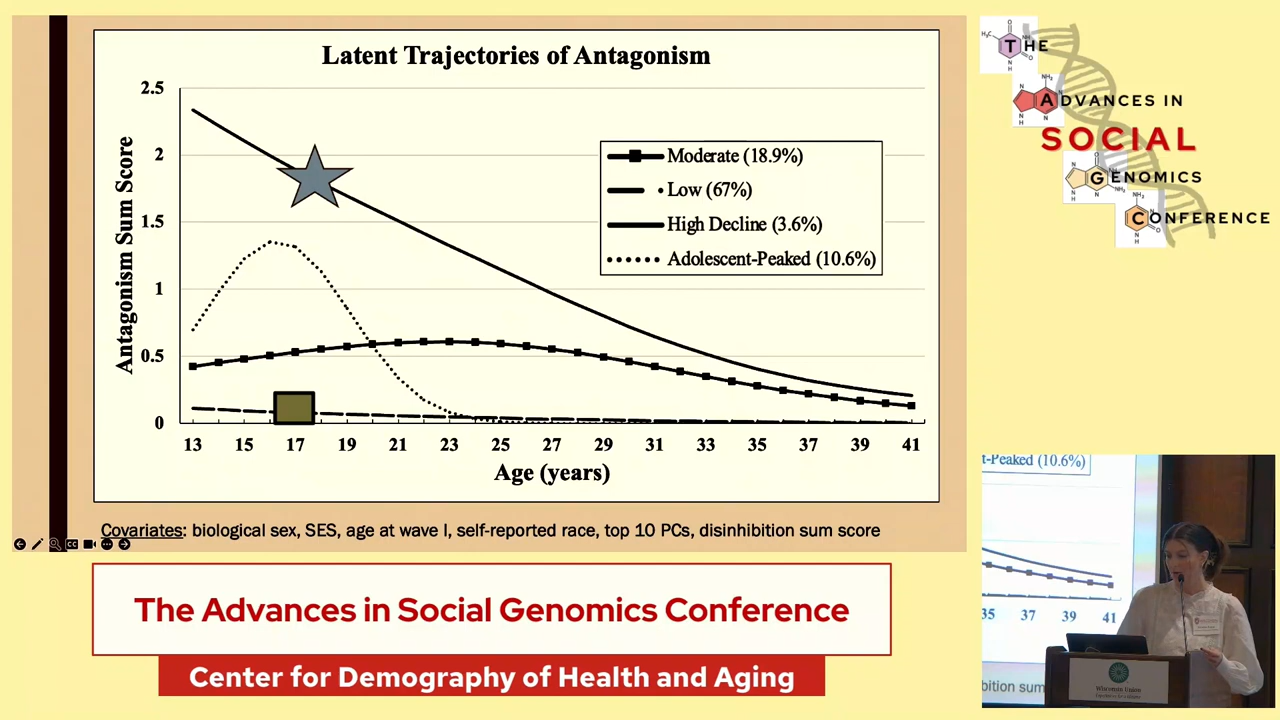 Latent Trajectories of Antagonism
Antagonism Sum Score
2.5
2
1.5
1
0.5
0
Moderate (18.9%)
Low (67%)
High Decline (3.6%)
Adolescent-Peaked (10.6%)
13 15 17 19 21 23 25 27 29 31 33 35 37 39 41
Age (years)
Covariates: biological sex, SES, age at wave I, self-reported race, top 10 PCs, disinhibition sum score
THE
ADVANCES IN
SOCIAL
GENOMICS
CONFERENCE
t-Peaked (10.6%)
35 37 39 41
bition sum
Wisconsin Union
The Advances in Social Genomics Conference
Center for Demography of Health and Aging